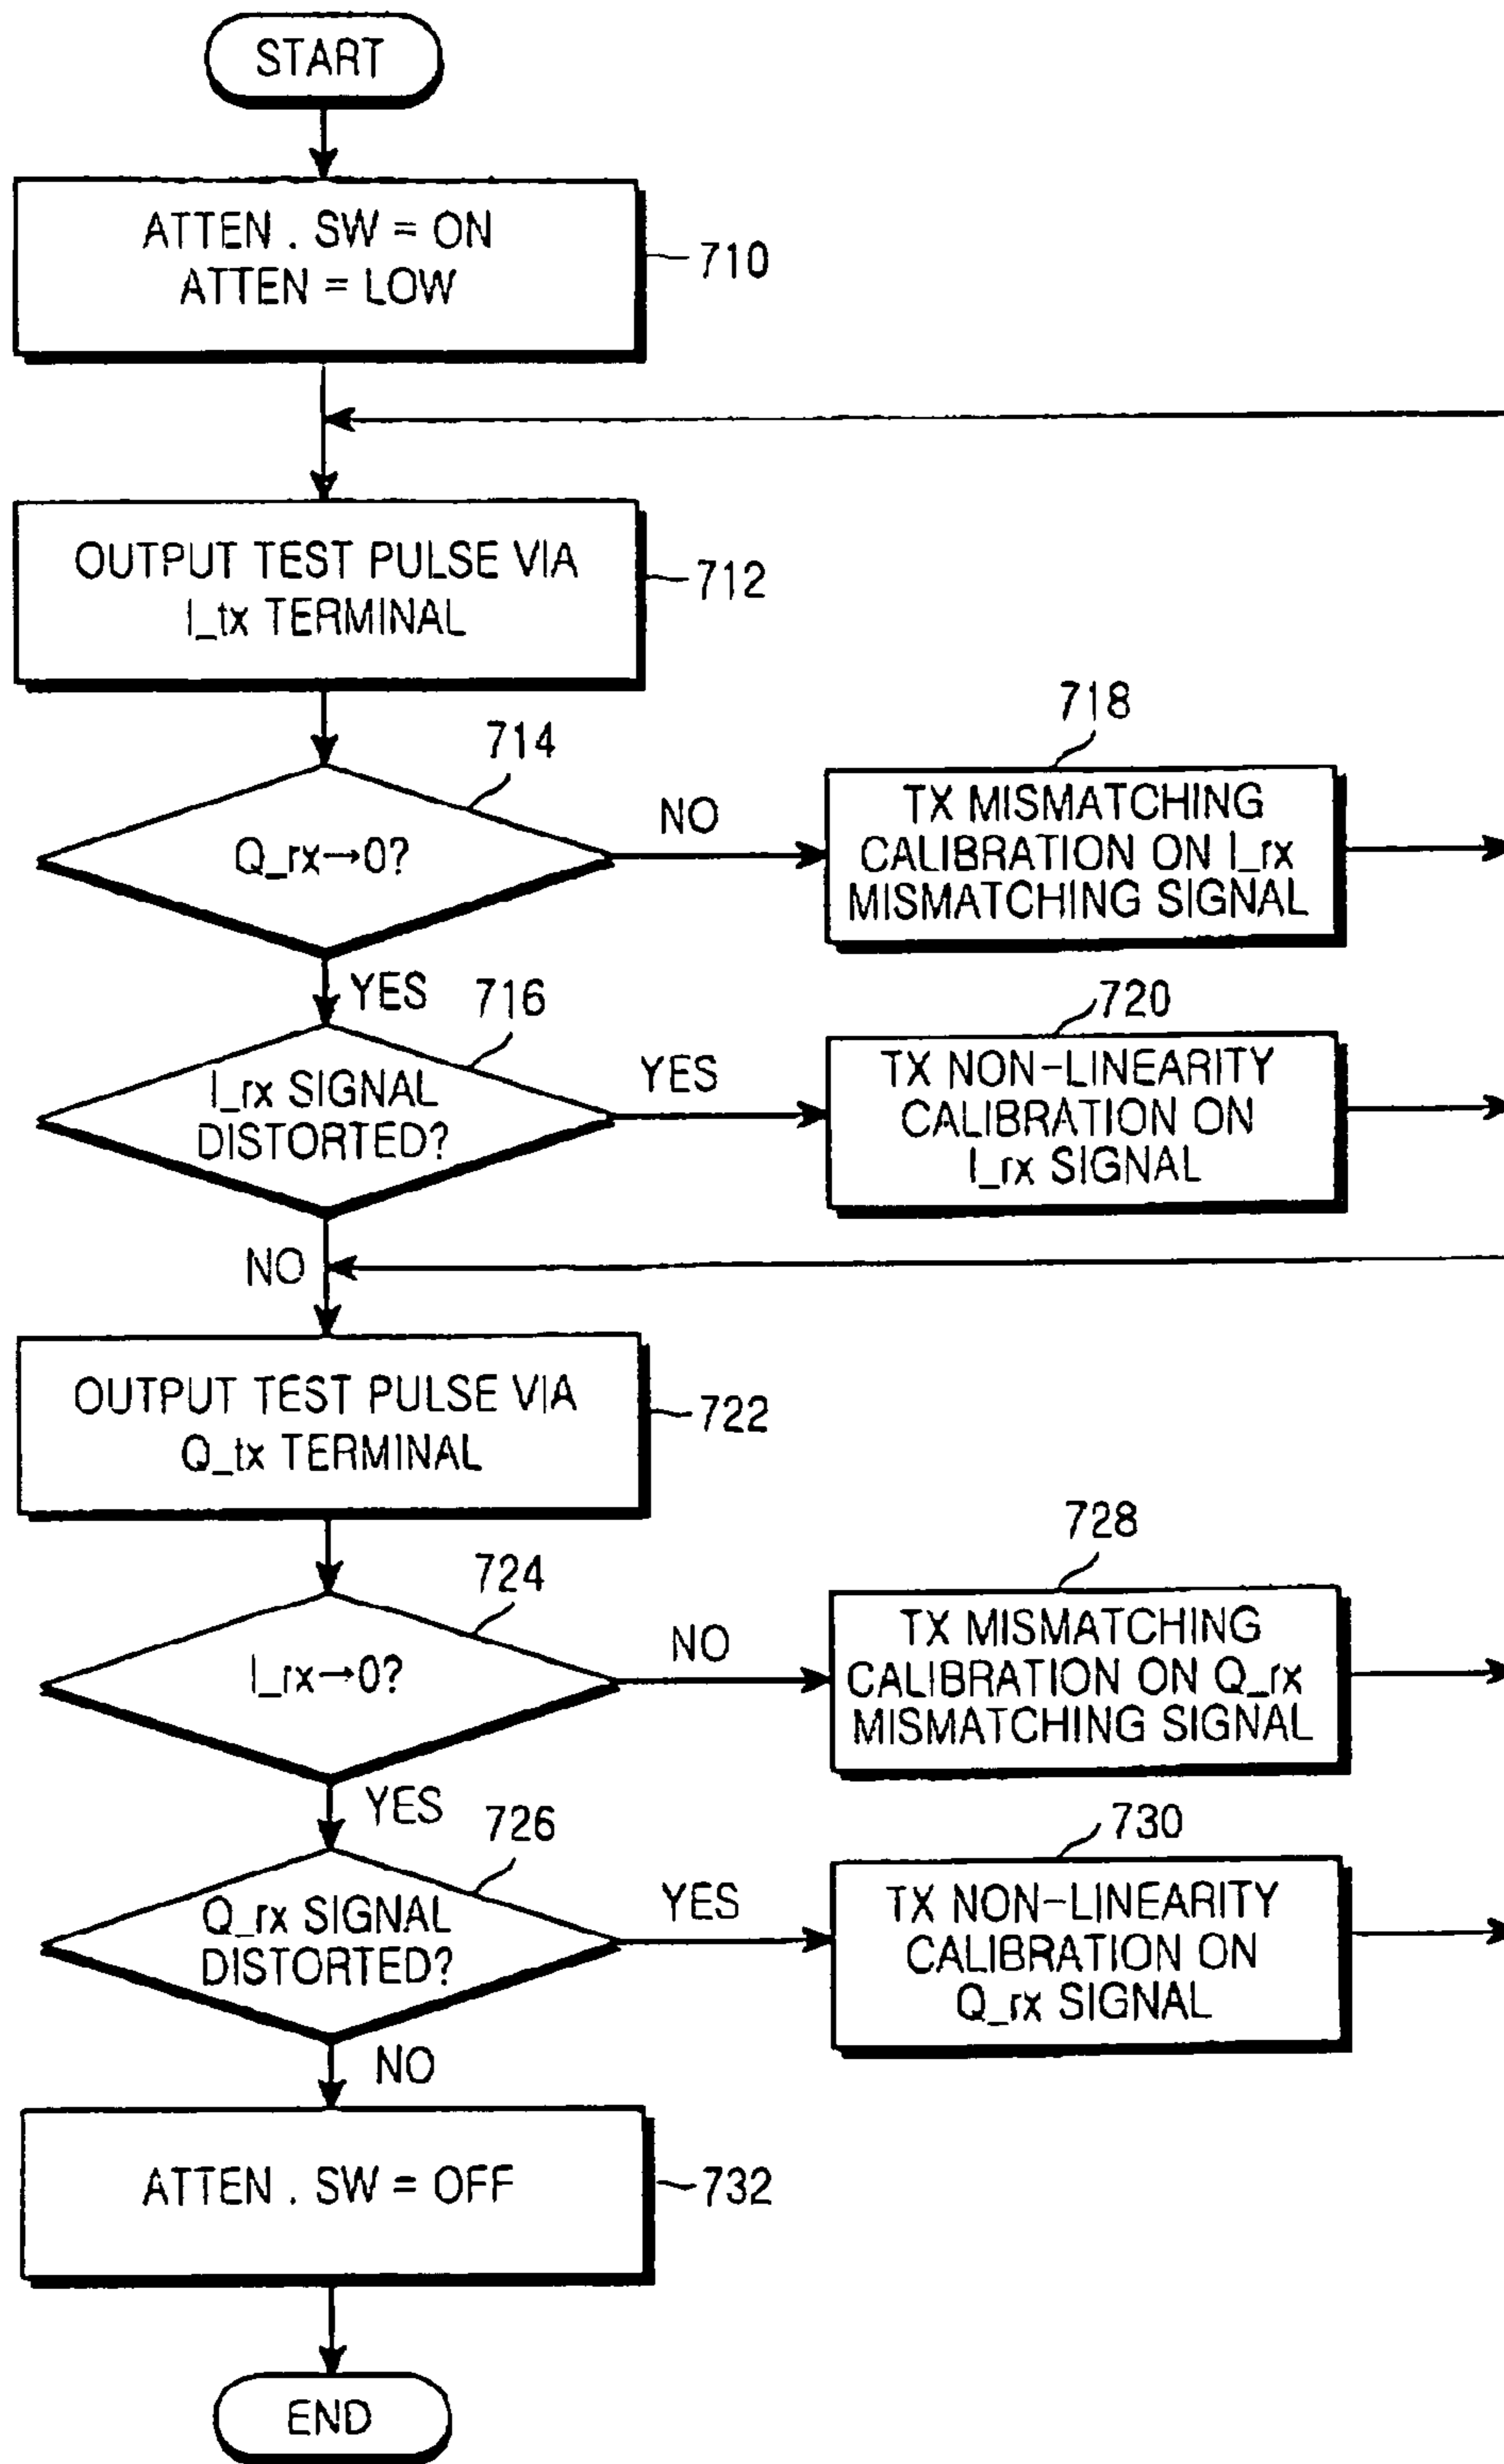 START
ATTEN . SW = ON
ATTEN = LOW
710
OUTPUT TEST PULSE VIA
I_tx TERMINAL
712
714
Q_rx→0?
NO
718
TX MISMATCHING
CALIBRATION ON I_rx
MISMATCHING SIGNAL
YES
716
I_rx SIGNAL
DISTORTED?
YES
720
TX NON-LINEARITY
CALIBRATION ON
I_rx SIGNAL
NO
OUTPUT TEST PULSE VIA
Q_tx TERMINAL
722
724
I_rx→0?
NO
728
TX MISMATCHING
CALIBRATION ON Q_rx
MISMATCHING SIGNAL
YES
726
Q_rx SIGNAL
DISTORTED?
YES
730
TX NON-LINEARITY
CALIBRATION ON
Q_rx SIGNAL
NO
ATTEN . SW = OFF
732
END